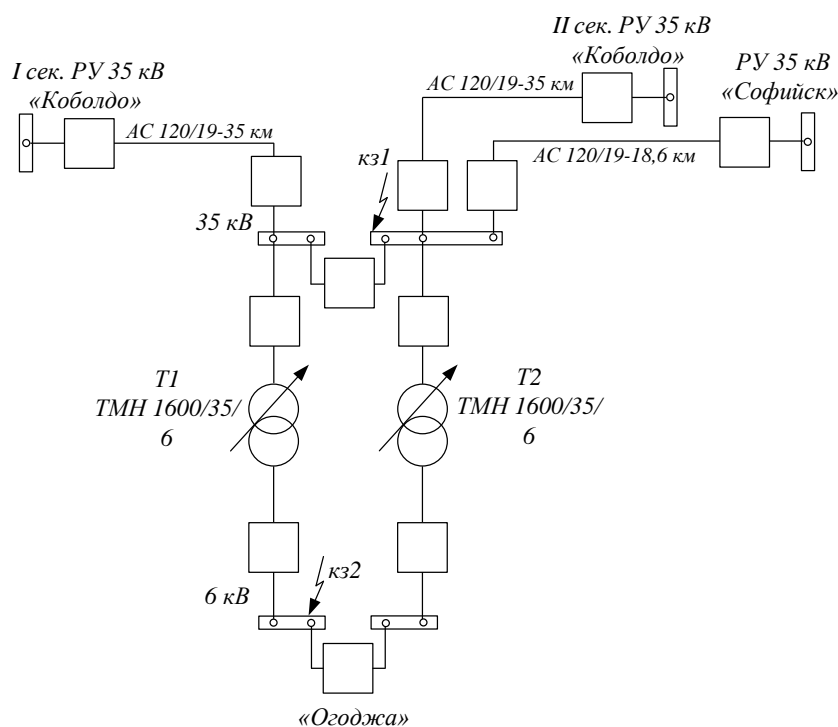 I сек. РУ 35 кВ
«Коболдо»
II сек. РУ 35 кВ
«Коболдо»
РУ 35 кВ
«Софийск»
АС 120/19-35 км
АС 120/19-35 км
АС 120/19-18,6 км
кз1
35 кВ
Т1
ТМН 1600/35/
6
Т2
ТМН 1600/35/
6
кз2
6 кВ
«Огоджа»